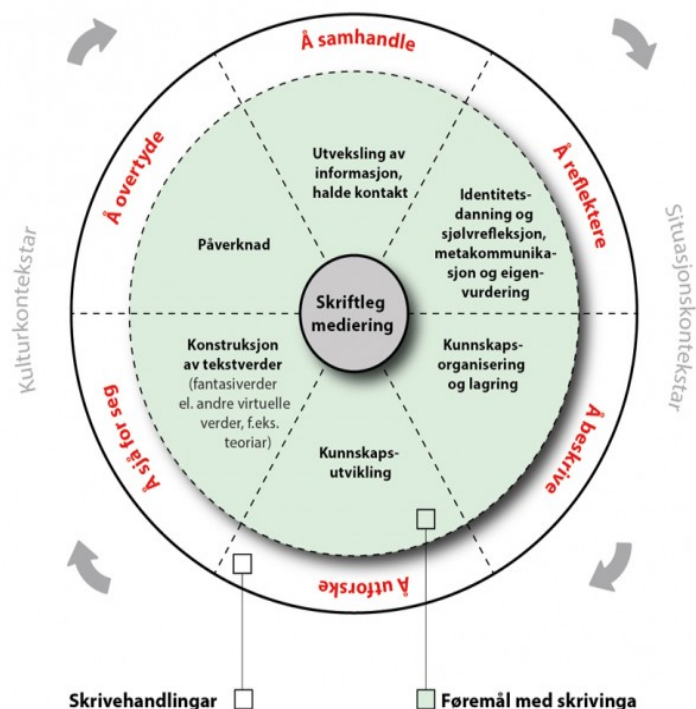 Å samhandle
Å overtyde
Å reflektere
Utveksling av
informasjon,
halde kontakt
Identitets-
danning og
sjølvrefleksjon,
metakommunika-
sjon og eigen-
vurdering
Påverknad
Kulturkontekstar
Situasjonskontekstar
Skriftleg
mediering
Konstruksjon
av tekstverder
(fantasiverder
el. andre virtuelle
verder, f.eks.
teoriar)
Kunnskaps-
organisering
og lagring
Kunnskaps-
utvikling
Å sjå for seg
Å beskrive
Å utforske
Skrivehandlingar
Føremål med skrivinga